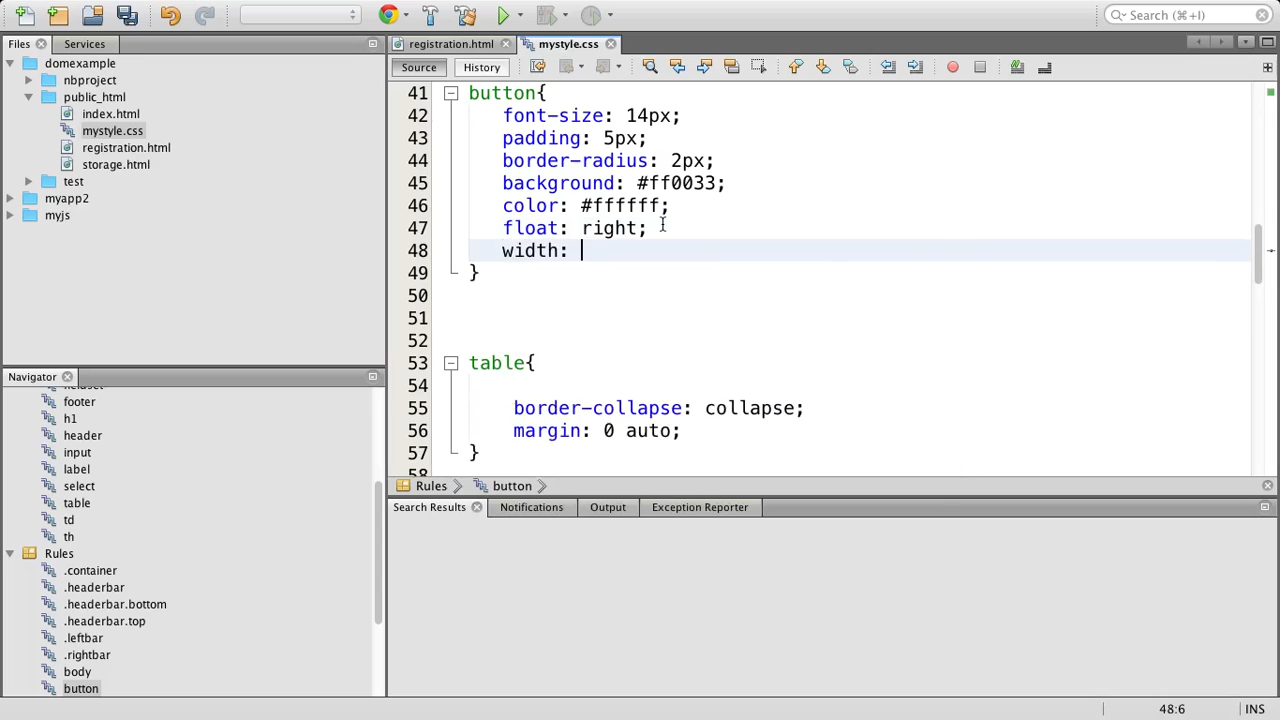 Search (⌘+I)
Files
Services
registration.html
mystyle.css
domexample
nbproject
public_html
index.html
mystyle.css
registration.html
storage.html
test
myapp2
myjs
Source
History
41 button{
42 font-size: 14px;
43 padding: 5px;
44 border-radius: 2px;
45 background: #ff0033;
46 color: #ffffff;
47 float: right;
48 width:
49 }
50
51
52
53 table{
54
55 border-collapse: collapse;
56 margin: 0 auto;
57 }
58
Rules
button
Navigator
fieldset
footer
h1
header
input
label
select
table
td
th
Rules
.container
.headerbar
.headerbar.bottom
.headerbar.top
.leftbar
.rightbar
body
button
Search Results
Notifications
Output
Exception Reporter
48:6
INS